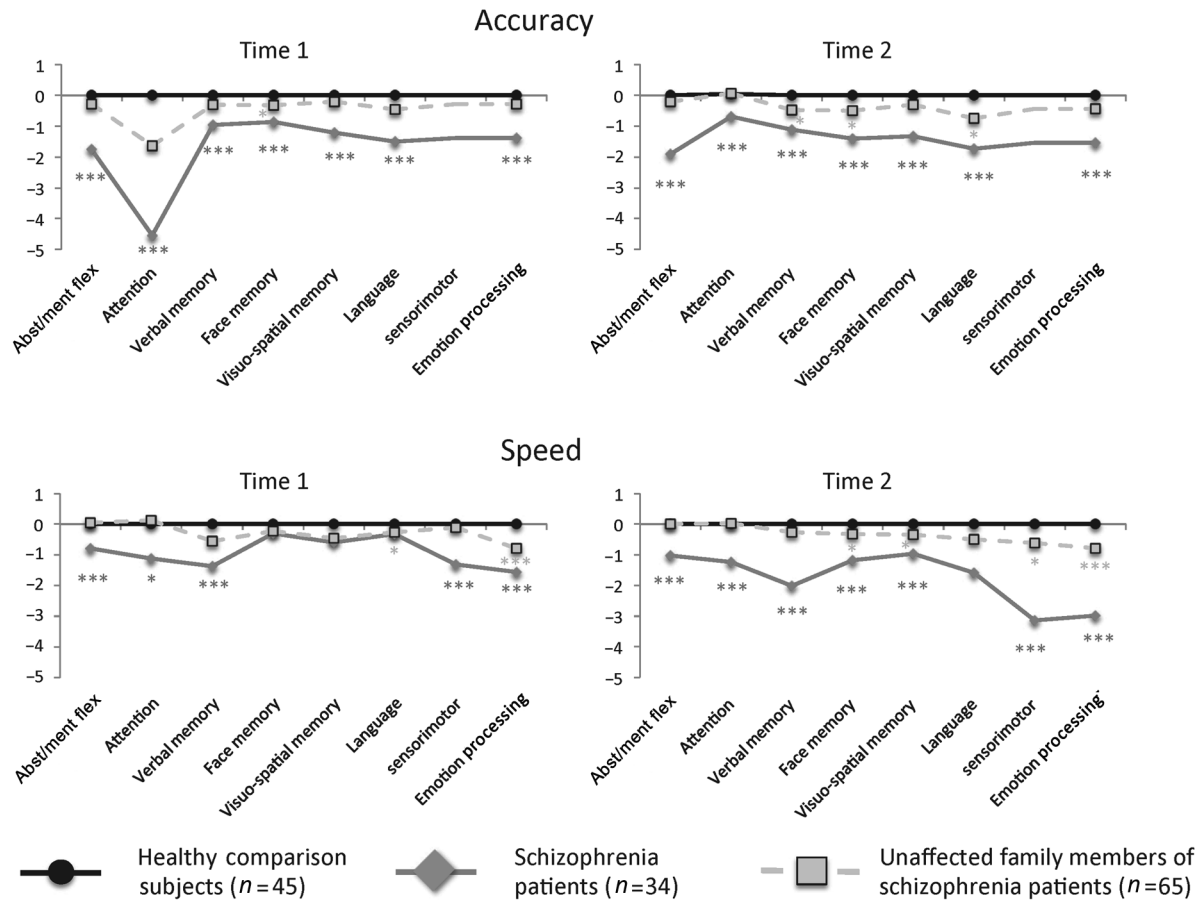 Accuracy
Time 1
1
0
−1
−2
−3
−4
−5
***
***
***
*
***
***
***
***
Abst/ment flex
Attention
Verbal memory
Face memory
Visuo-spatial memory
Language
sensorimotor
Emotion processing
Time 2
1
0
−1
−2
−3
−4
−5
***
***
*
***
*
***
***
*
***
***
Abst/ment flex
Attention
Verbal memory
Face memory
Visuo-spatial memory
Language
sensorimotor
Emotion processing
Speed
Time 1
1
0
−1
−2
−3
−4
−5
***
*
***
*
***
***
***
Abst/ment flex
Attention
Verbal memory
Face memory
Visuo-spatial memory
Language
sensorimotor
Emotion processing
Time 2
1
0
−1
−2
−3
−4
−5
***
***
***
*
***
*
***
*
***
***
***
Abst/ment flex
Attention
Verbal memory
Face memory
Visuo-spatial memory
Language
sensorimotor
Emotion processing
Healthy comparison
subjects (n=45)
Schizophrenia
patients (n=34)
Unaffected family members of
schizophrenia patients (n=65)